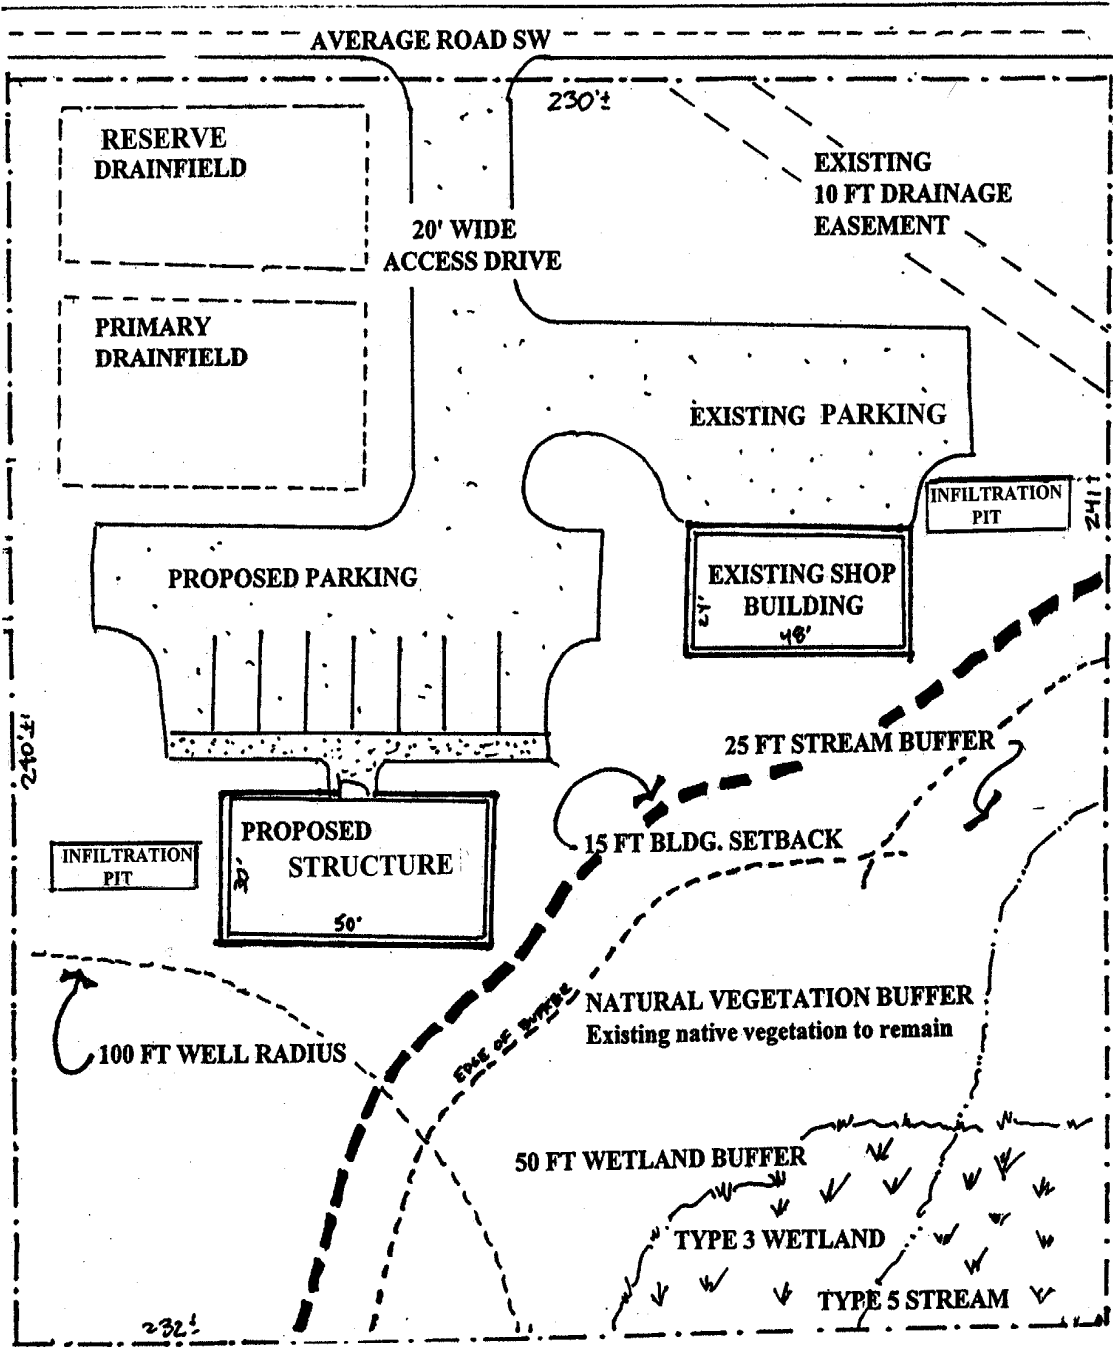 AVERAGE ROAD SW
230'±
RESERVE
DRAINFIELD
EXISTING
10 FT DRAINAGE
EASEMENT
20' WIDE
ACCESS DRIVE
PRIMARY
DRAINFIELD
EXISTING PARKING
INFILTRATION
PIT
241±
PROPOSED PARKING
EXISTING SHOP
BUILDING
24'
48'
240'±
25 FT STREAM BUFFER
15 FT BLDG. SETBACK
PROPOSED
STRUCTURE
30'
50'
INFILTRATION
PIT
EDGE OF BUFFER
NATURAL VEGETATION BUFFER
Existing native vegetation to remain
100 FT WELL RADIUS
50 FT WETLAND BUFFER
TYPE 3 WETLAND
TYPE 5 STREAM
232±